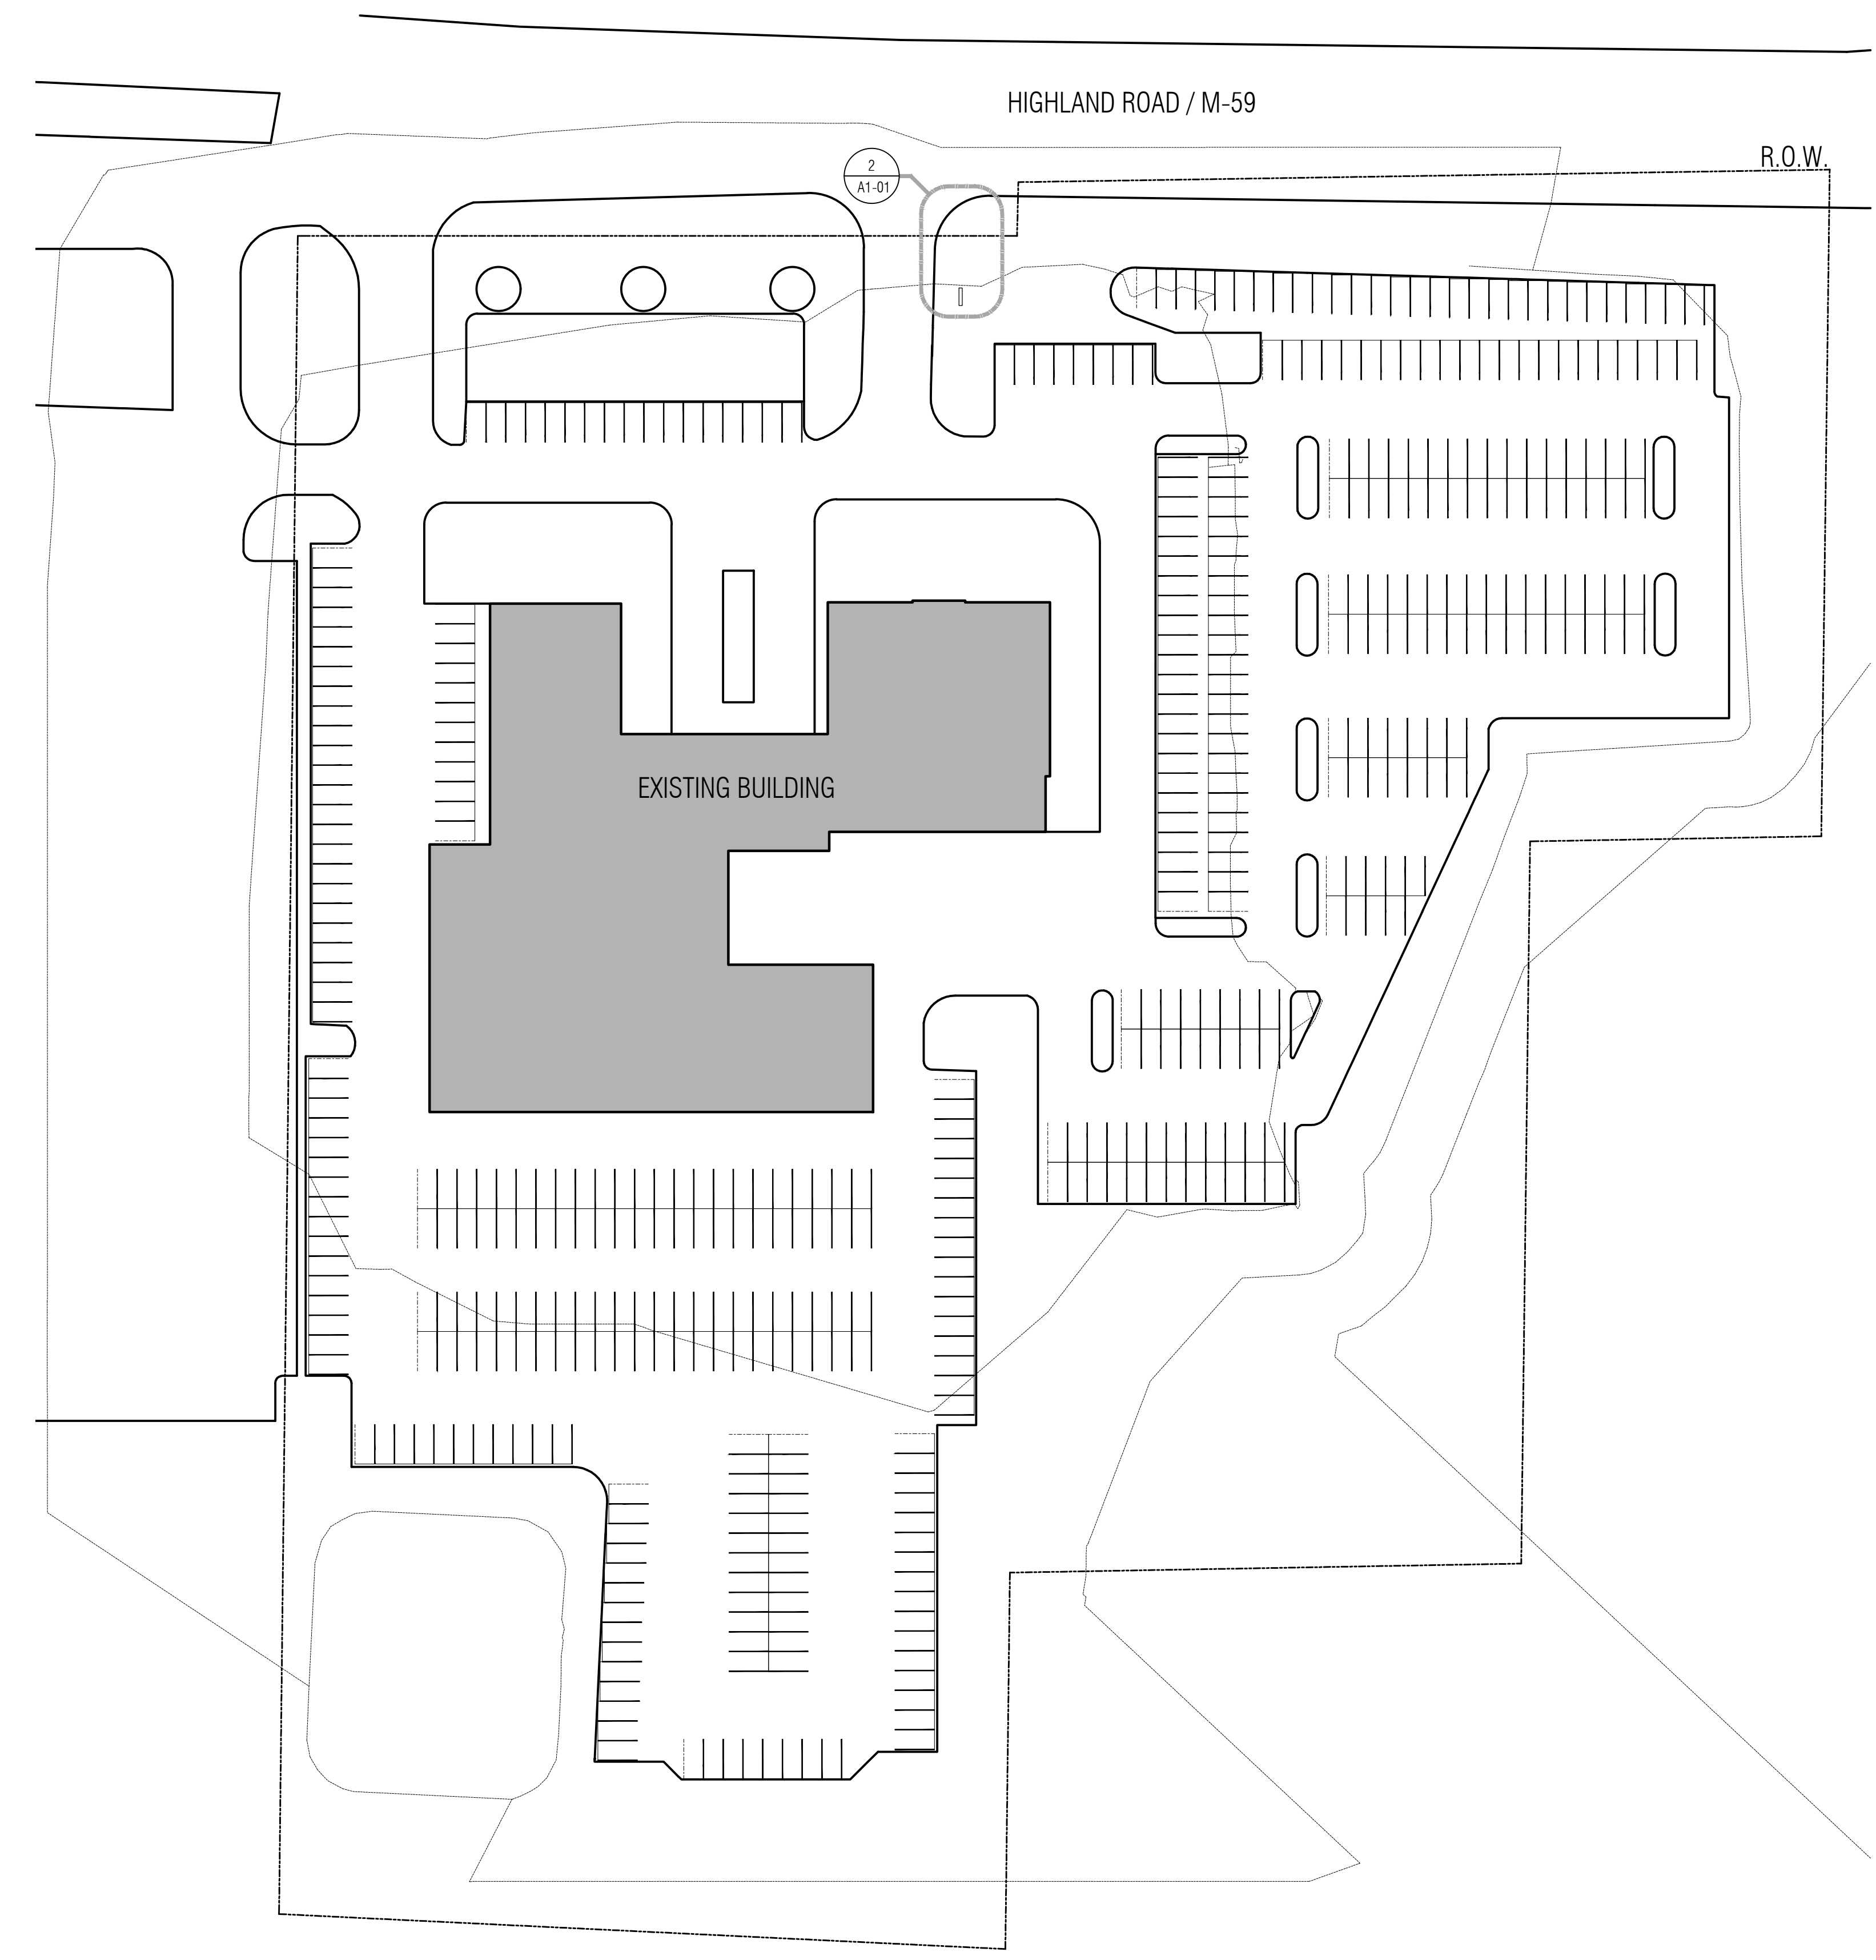 HIGHLAND ROAD / M-59
R.O.W.
2
A1-01
EXISTING BUILDING